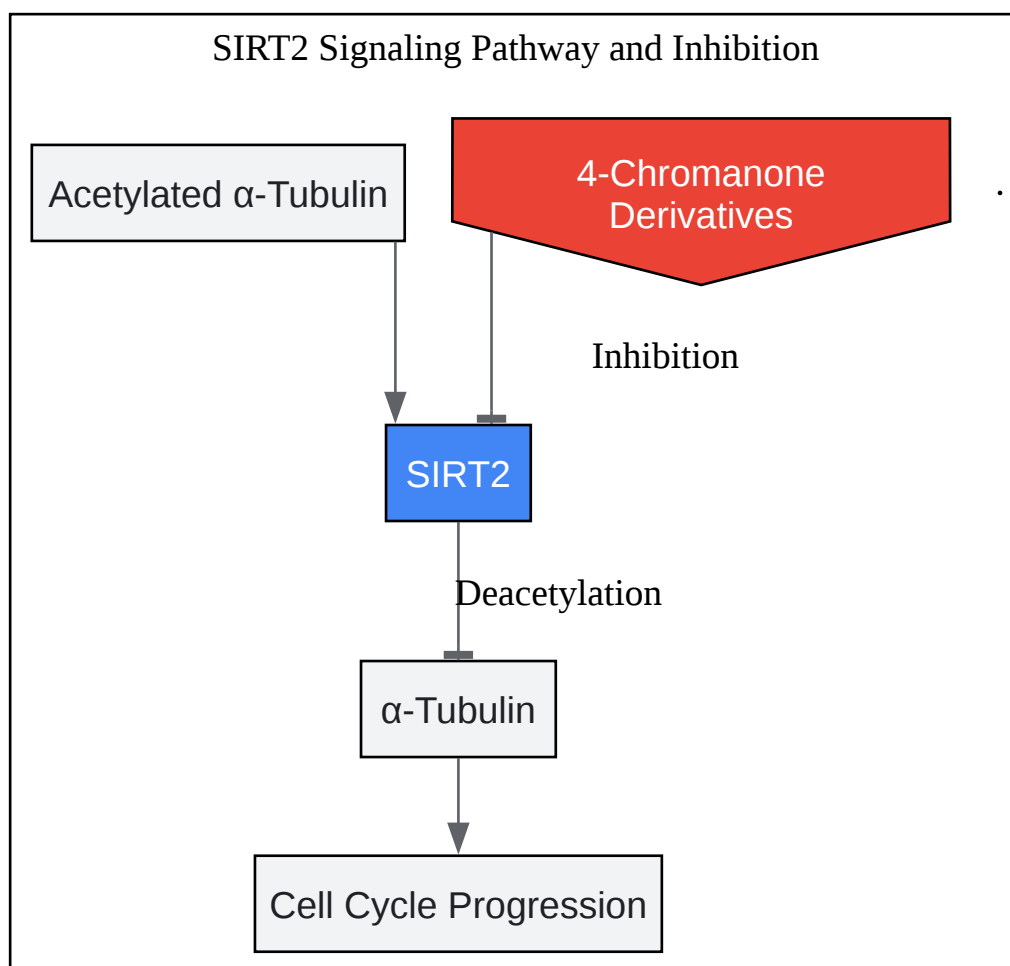 SIRT2 Signaling Pathway and Inhibition
Acetylated α-Tubulin
4-Chromanone
Derivatives
.
Inhibition
SIRT2
Deacetylation
α-Tubulin
Cell Cycle Progression